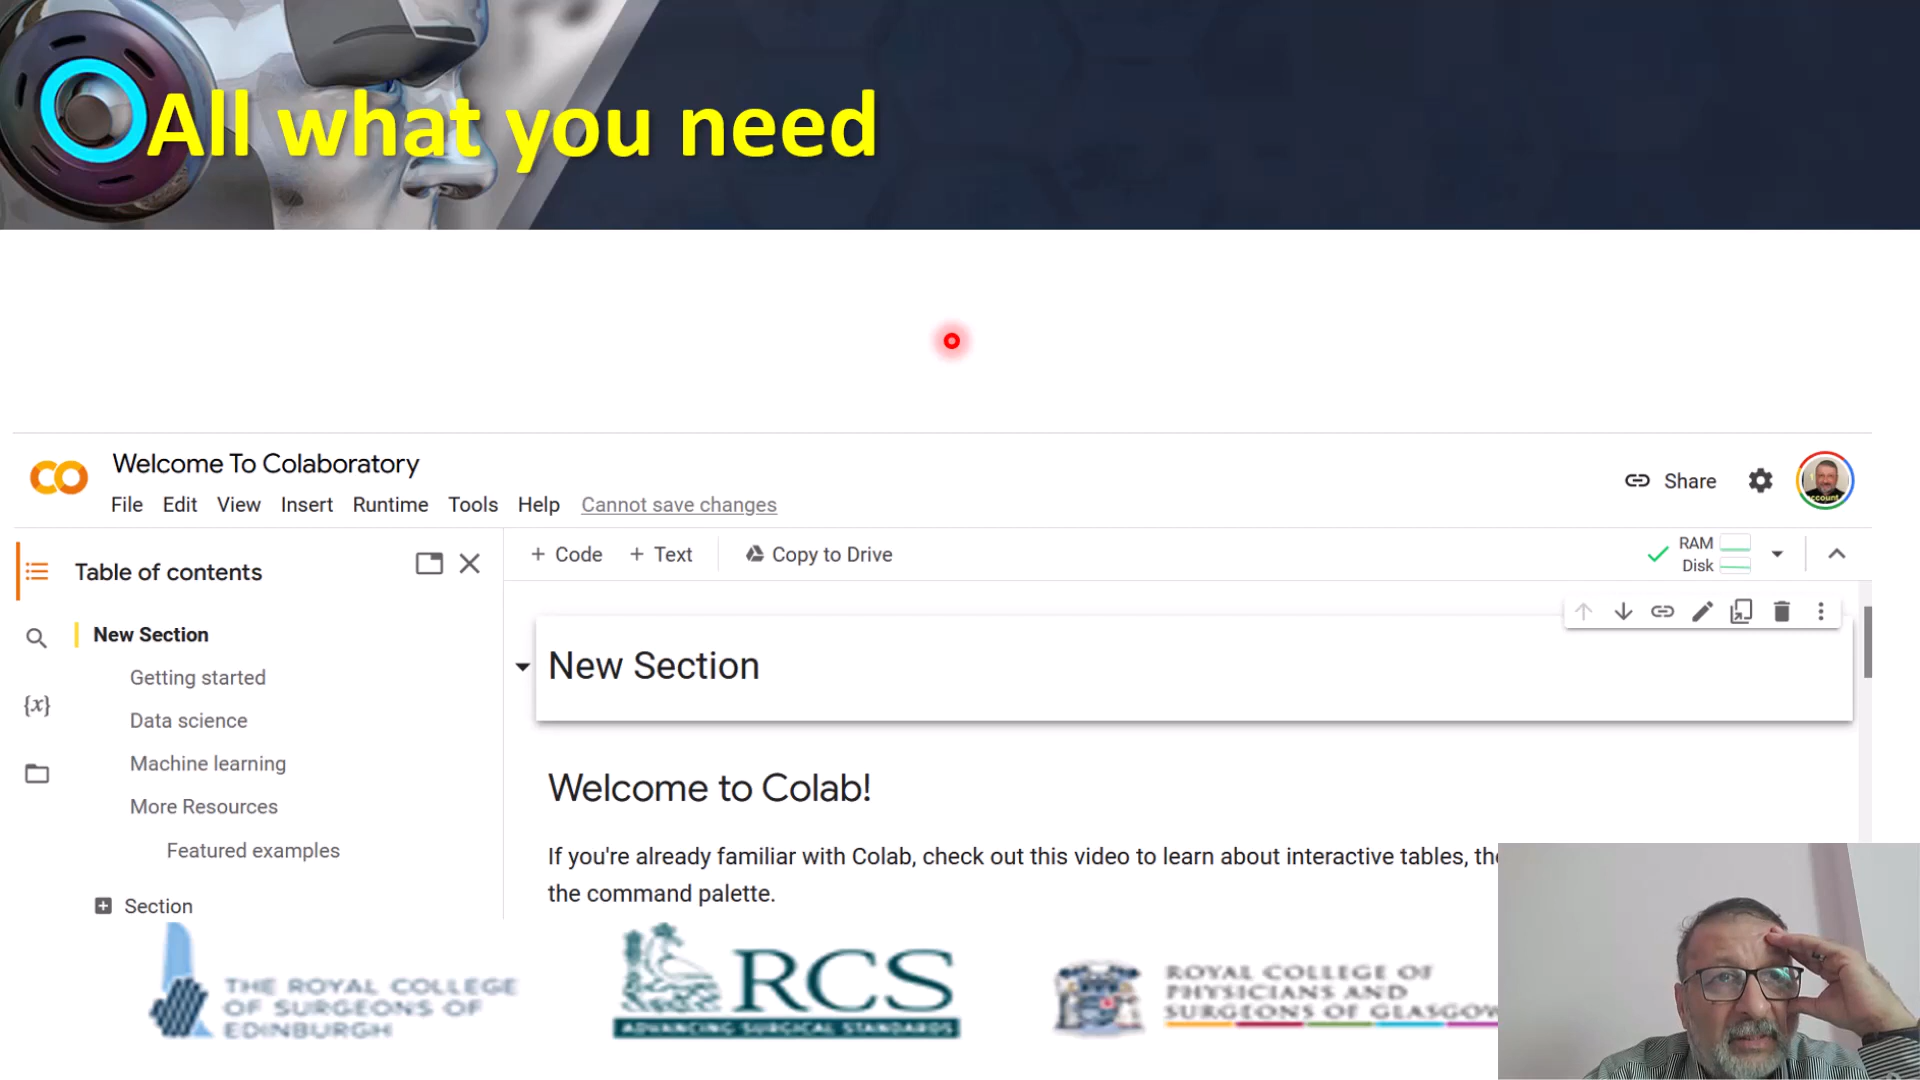 All what you need
Welcome To Colaboratory
File Edit View Insert Runtime Tools Help Cannot save changes
Share
account
Table of contents
+ Code + Text Copy to Drive
RAM
Disk
New Section
Getting started
Data science
Machine learning
More Resources
Featured examples
Section
{x}
New Section
Welcome to Colab!
If you're already familiar with Colab, check out this video to learn about interactive tables,
the command palette.
THE ROYAL COLLEGE
OF SURGEONS OF
EDINBURGH
RCS
ADVANCING SURGICAL STANDARDS
ROYAL COLLEGE OF
PHYSICIANS AND
SURGEONS OF GLASGOW